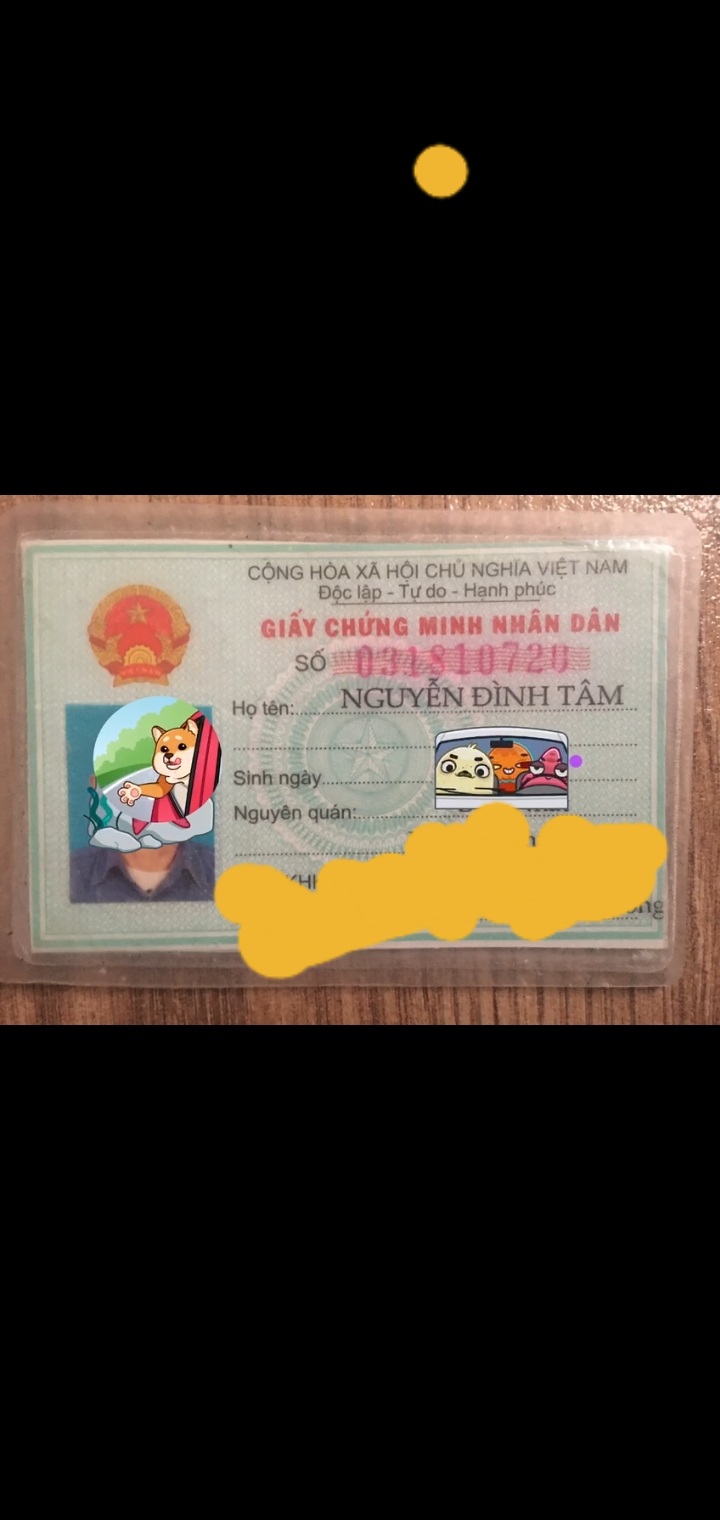 CỘNG HÒA XÃ HỘI CHỦ NGHĨA VIỆT NAM
Độc lập - Tự do - Hạnh phúc
GIẤY CHỨNG MINH NHÂN DÂN
SỐ 031810720
Họ tên: NGUYỄN ĐÌNH TÂM
Sinh ngày
Nguyên quán: